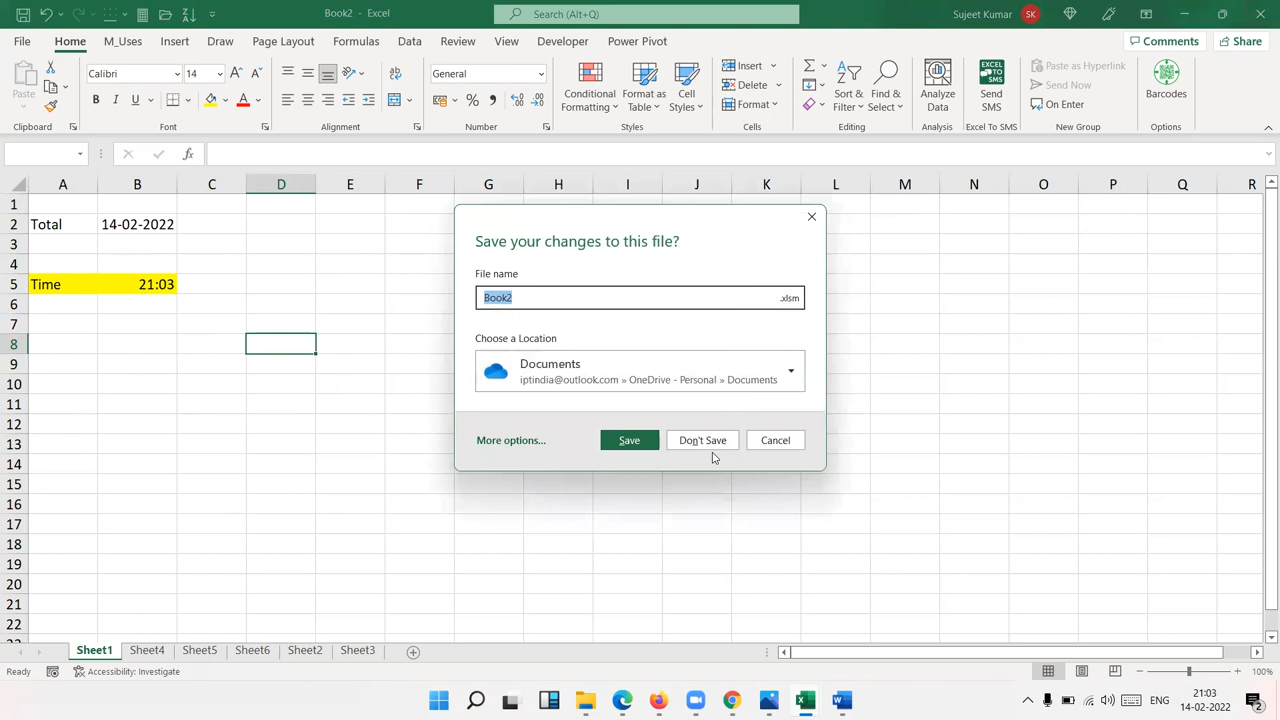 Book2 - Excel
Search (Alt+Q)
Sujeet Kumar SK
File Home M_Uses Insert Draw Page Layout Formulas Data Review View Developer Power Pivot Comments Share
Paste
Calibri 14
B I U
A A
General
% ,
Conditional Formatting
Format as Table
Cell Styles
Insert
Delete
Format
Sort & Filter
Find & Select
Analyze Data
Send SMS
Paste as Hyperlink
Send Now
On Enter
Barcodes
Clipboard Font Alignment Number Styles Cells Editing Analysis Excel To SMS New Group Options
fx
A B C D E F G H I J K L M N O P Q R
1
2 Total 14-02-2022
3
4
5 Time 21:03
6
7
8
9
10
11
12
13
14
15
16
17
18
19
20
21
22
Save your changes to this file?
File name
Book2 .xlsm
Choose a Location
Documents
iptindia@outlook.com » OneDrive - Personal » Documents
More options... Save Don't Save Cancel
Sheet1 Sheet4 Sheet5 Sheet6 Sheet2 Sheet3
Ready Accessibility: Investigate 100%
ENG 21:03
14-02-2022 2